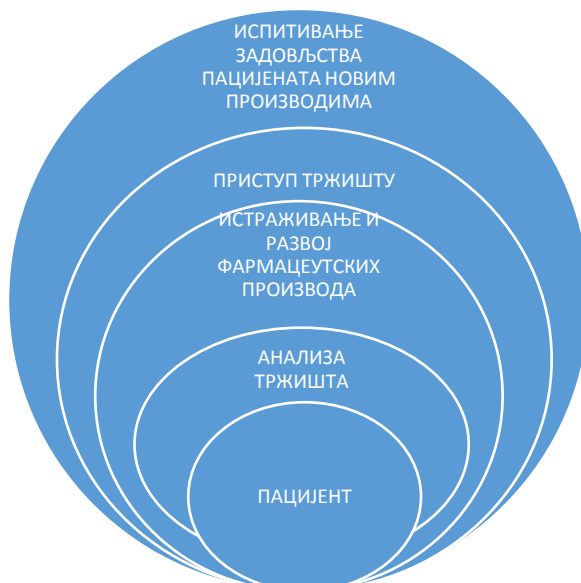 ИСПИТИВАЊЕ
ЗАДОВЉСТВА
ПАЦИЈЕНАТА НОВИМ
ПРОИЗВОДИМА
ПРИСТУП ТРЖИШТУ
ИСТРАЖИВАЊЕ И
РАЗВОЈ
ФАРМАЦЕУТСКИХ
ПРОИЗВОДА
АНАЛИЗА
ТРЖИШТА
ПАЦИЈЕНТ